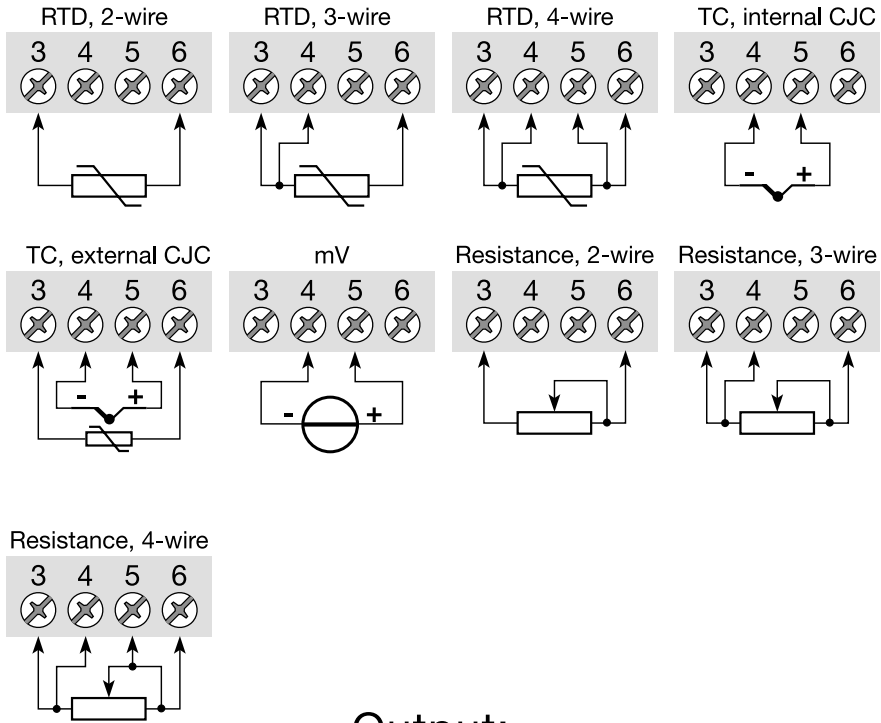 RTD, 2-wire
3 4 5 6
RTD, 3-wire
3 4 5 6
RTD, 4-wire
3 4 5 6
TC, internal CJC
3 4 5 6
- +
TC, external CJC
3 4 5 6
- +
mV
3 4 5 6
- +
Resistance, 2-wire
3 4 5 6
Resistance, 3-wire
3 4 5 6
Resistance, 4-wire
3 4 5 6